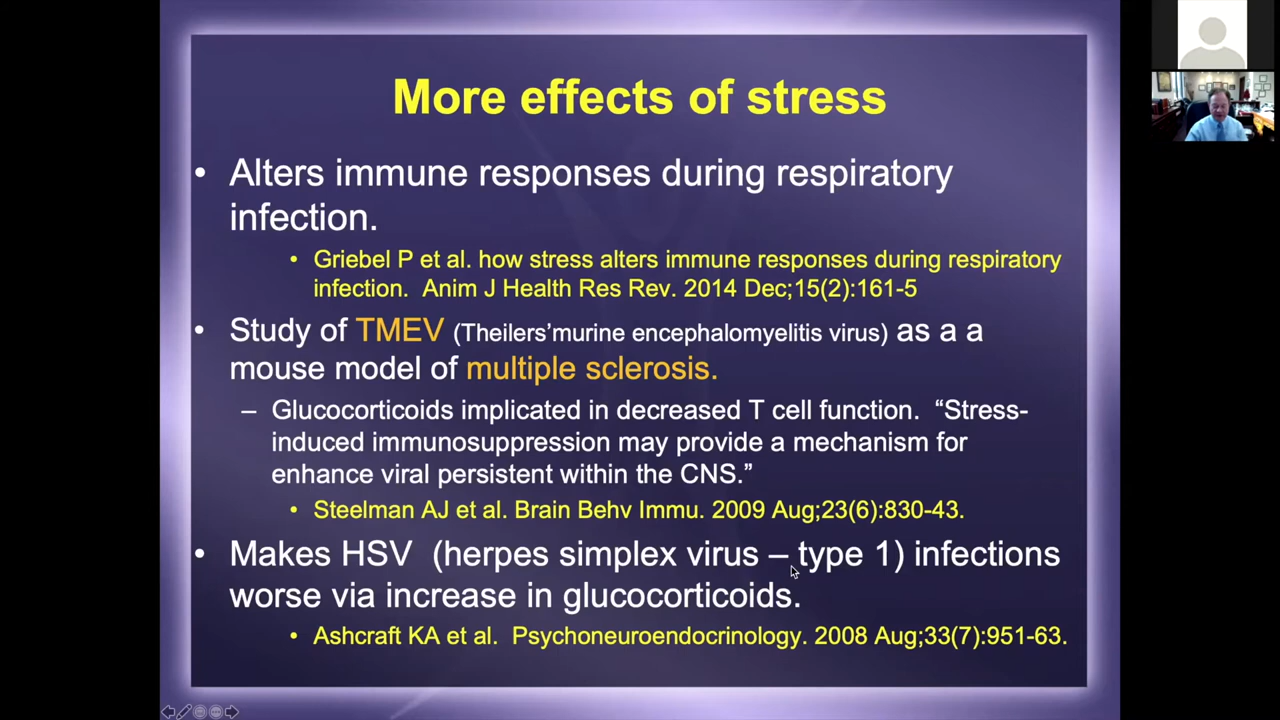 More effects of stress
• Alters immune responses during respiratory
infection.
• Griebel P et al. how stress alters immune responses during respiratory
infection. Anim J Health Res Rev. 2014 Dec;15(2):161-5
• Study of TMEV (Theilers’murine encephalomyelitis virus) as a a
mouse model of multiple sclerosis.
– Glucocorticoids implicated in decreased T cell function. “Stress-
induced immunosuppression may provide a mechanism for
enhance viral persistent within the CNS.”
• Steelman AJ et al. Brain Behv Immu. 2009 Aug;23(6):830-43.
• Makes HSV (herpes simplex virus – type 1) infections
worse via increase in glucocorticoids.
• Ashcraft KA et al. Psychoneuroendocrinology. 2008 Aug;33(7):951-63.